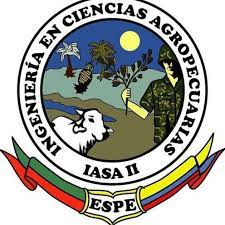 INGENIERÍA EN CIENCIAS AGROPECUARIAS
IASA II
ESPE